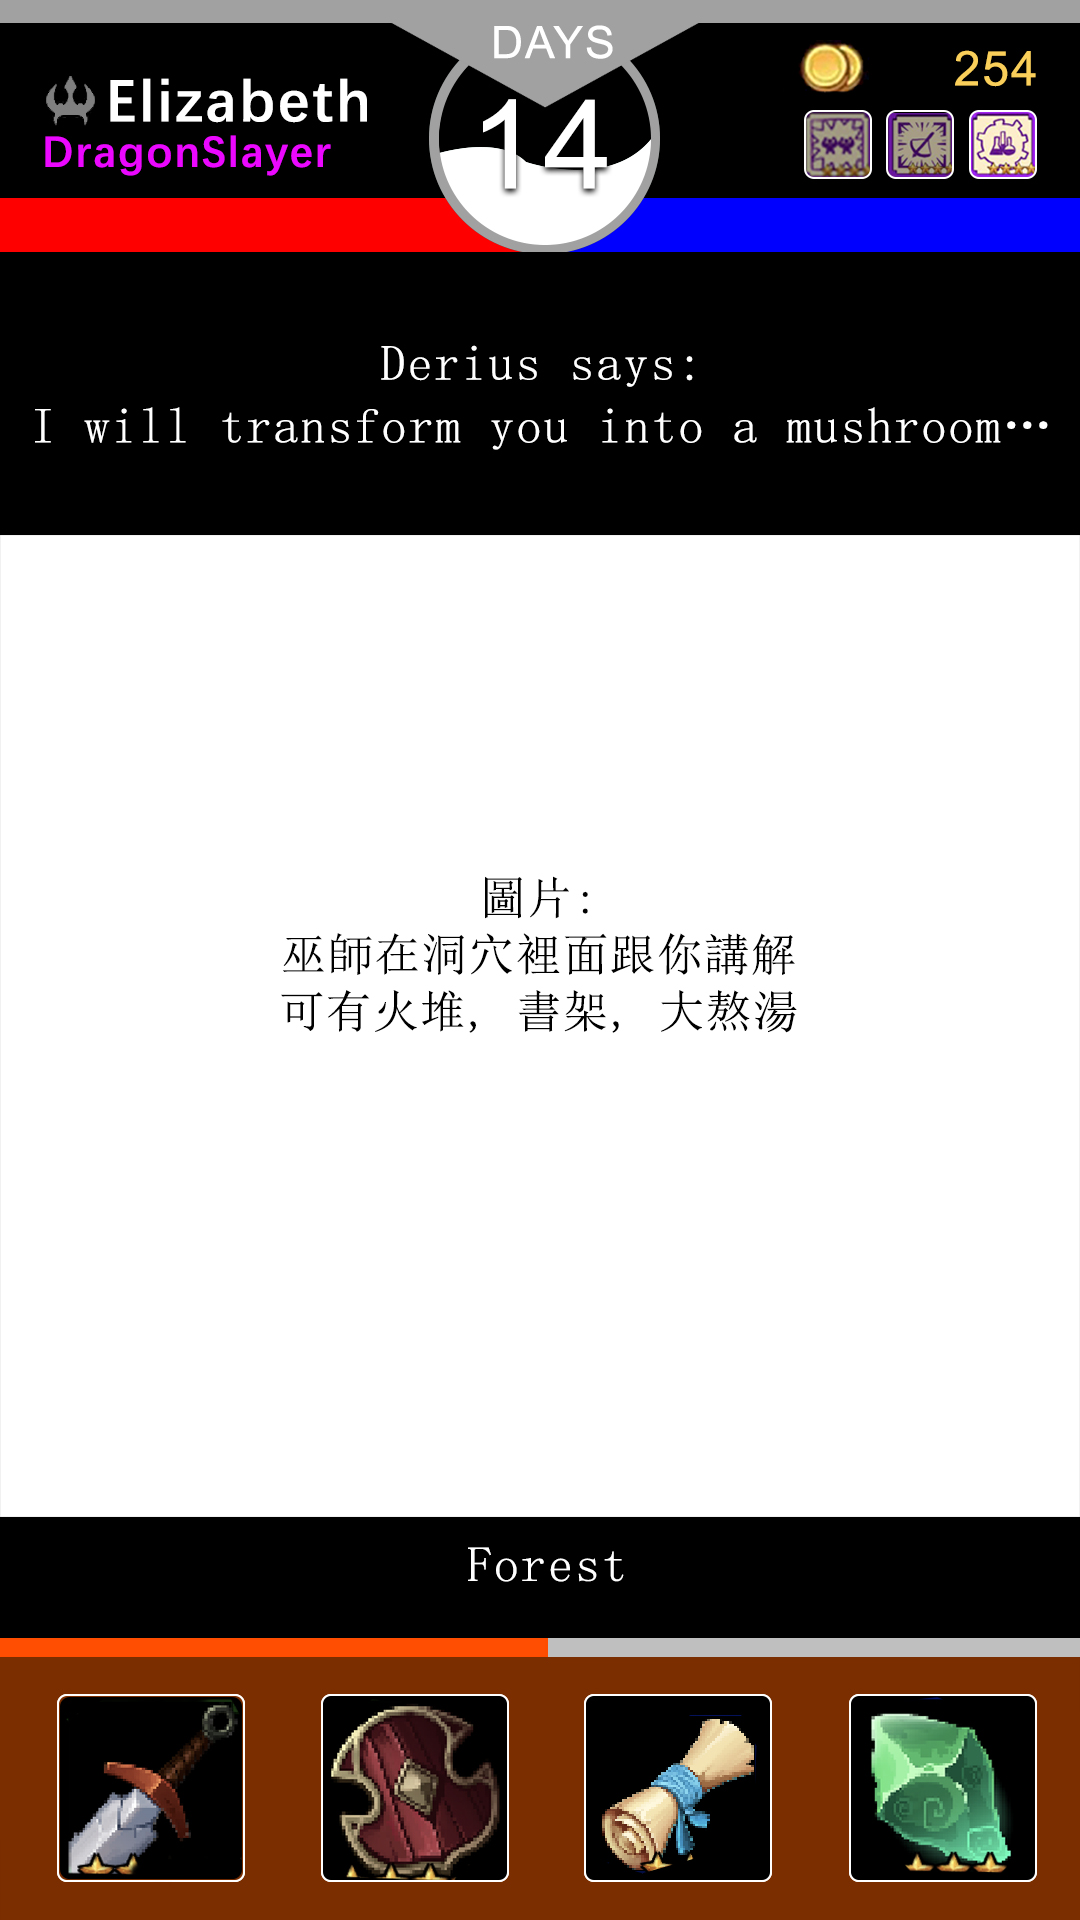 DAYS
14
Elizabeth
DragonSlayer
254
Derius says:
I will transform you into a mushroom…
圖片:
巫師在洞穴裡面跟你講解
可有火堆, 書架, 大熬湯
Forest